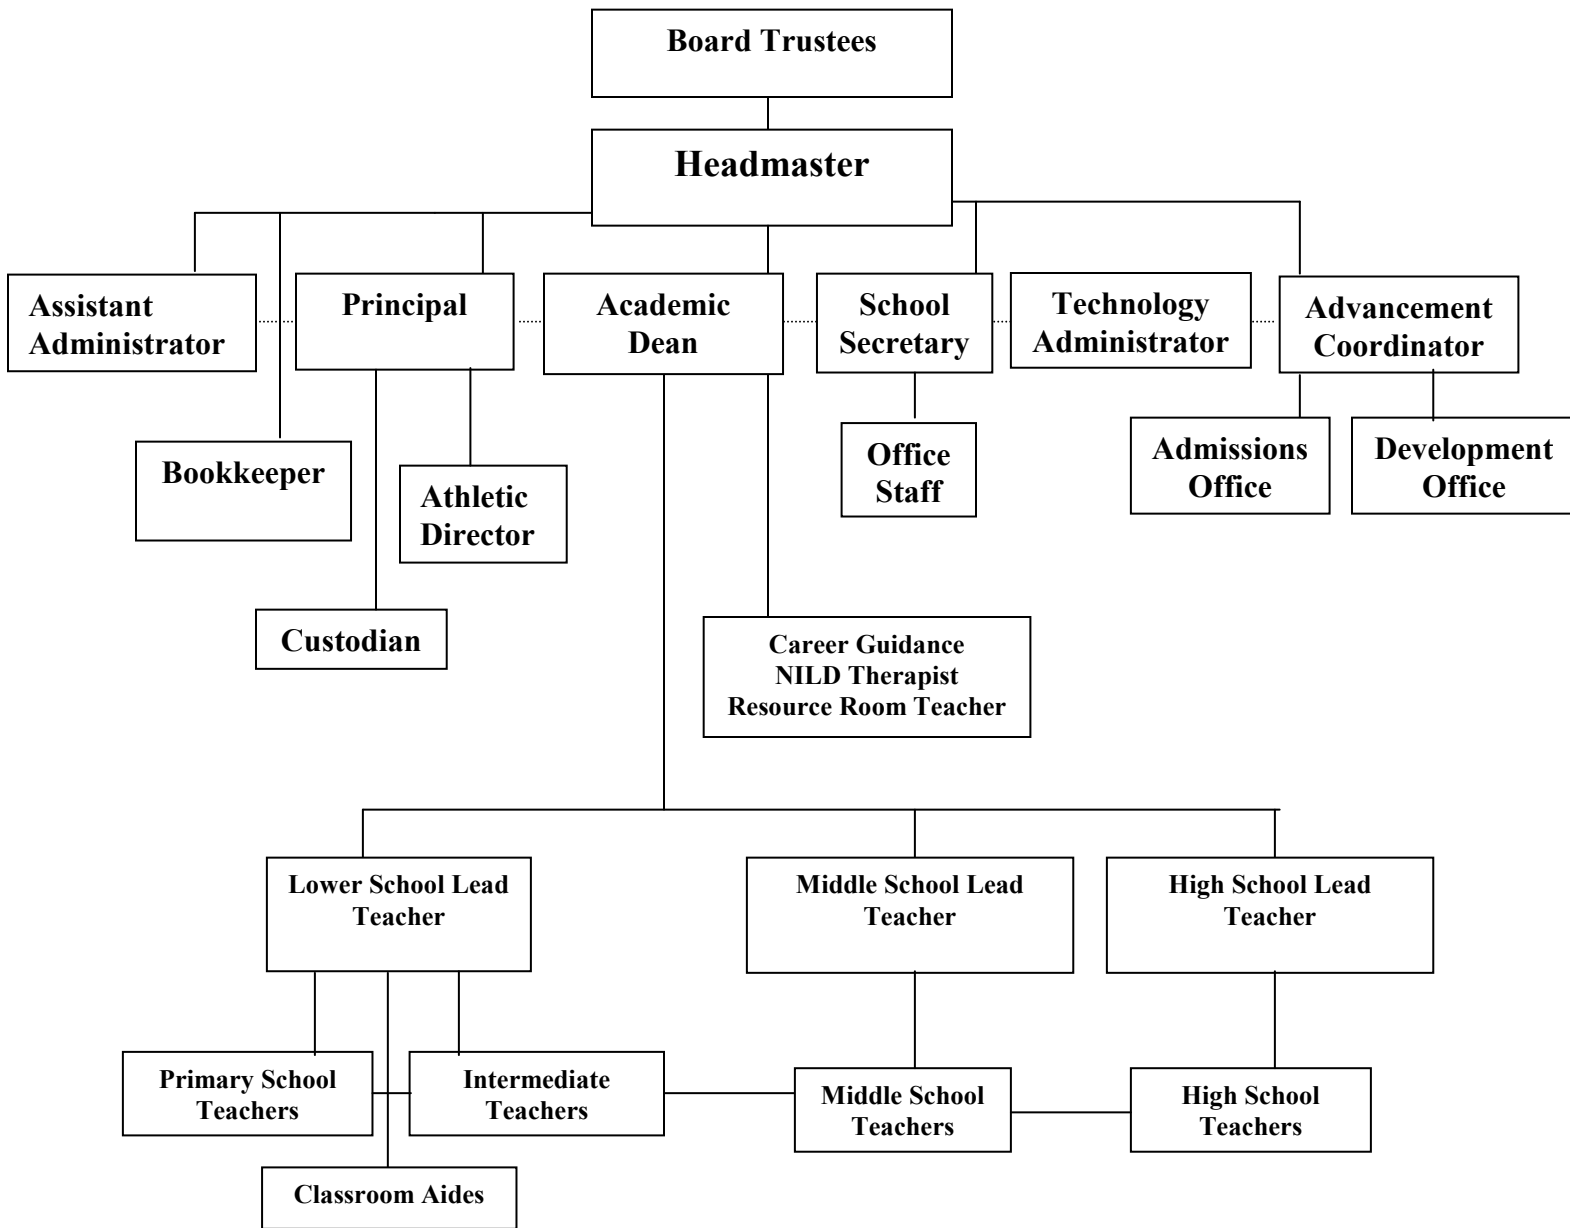 Board Trustees
Headmaster
Assistant
Administrator
Principal
Academic
Dean
School
Secretary
Technology
Administrator
Advancement
Coordinator
Bookkeeper
Athletic
Director
Office
Staff
Admissions
Office
Development
Office
Custodian
Career Guidance
NILD Therapist
Resource Room Teacher
Lower School Lead
Teacher
Middle School Lead
Teacher
High School Lead
Teacher
Primary School
Teachers
Intermediate
Teachers
Middle School
Teachers
High School
Teachers
Classroom Aides